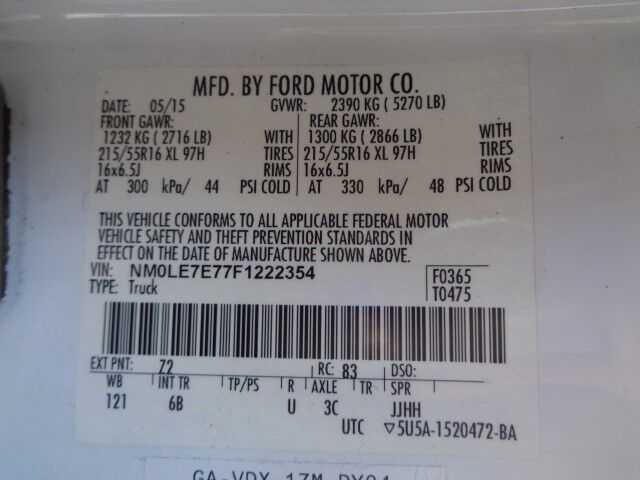 MFD. BY FORD MOTOR CO.
DATE: 05/15 GVWR: 2390 KG ( 5270 LB)
FRONT GAWR: REAR GAWR:
1232 KG ( 2716 LB) WITH 1300 KG ( 2866 LB) WITH
215/55R16 XL 97H TIRES 215/55R16 XL 97H TIRES
16x6.5J RIMS 16x6.5J RIMS
AT 300 kPa/ 44 PSI COLD AT 330 kPa/ 48 PSI COLD
THIS VEHICLE CONFORMS TO ALL APPLICABLE FEDERAL MOTOR
VEHICLE SAFETY AND THEFT PREVENTION STANDARDS IN
EFFECT ON THE DATE OF MANUFACTURE SHOWN ABOVE.
VIN: NM0LE7E77F1222354 F0365
TYPE: Truck T0475
EXT PNT: 72 RC: 83 DSO:
WB INT TR TP/PS R AXLE TR SPR
121 6B U 3C JJHH
UTC ▽5U5A-1520472-BA